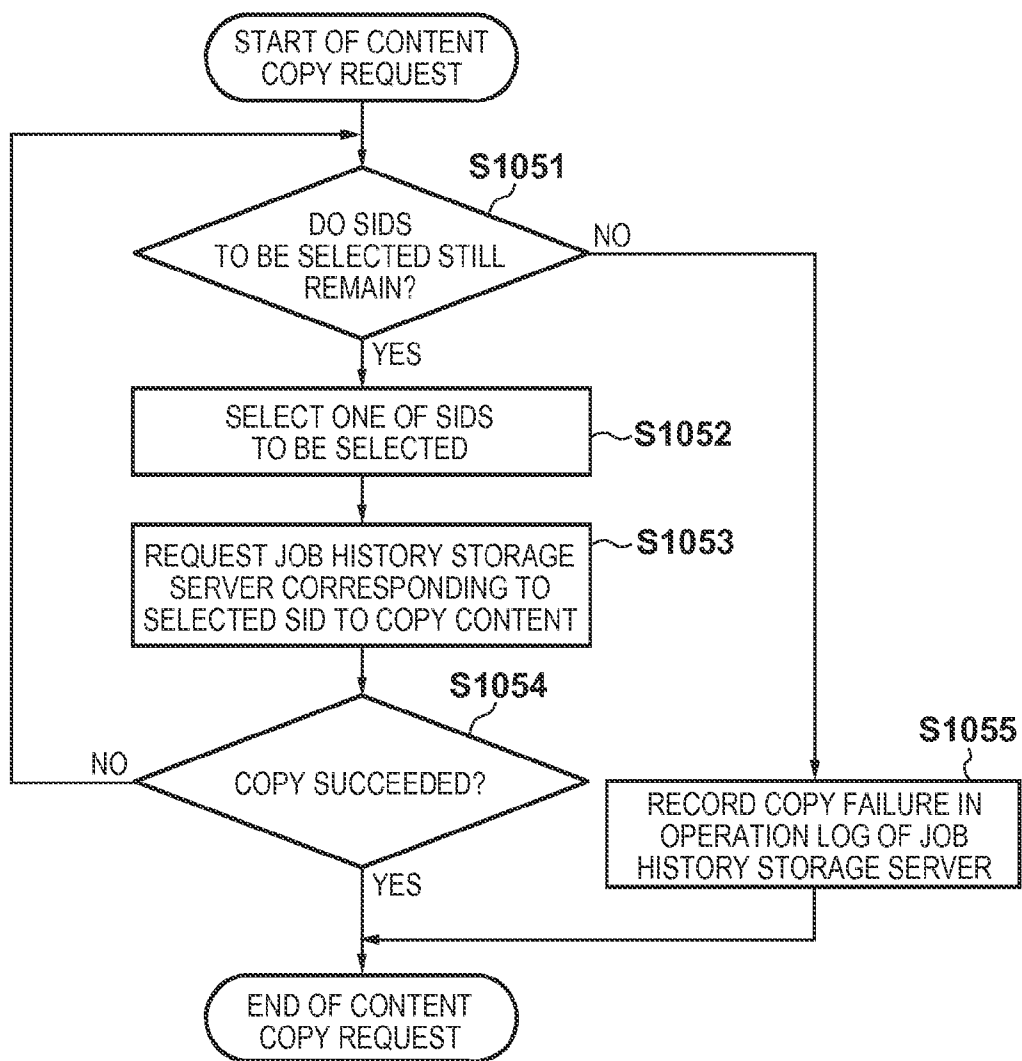 START OF CONTENT
COPY REQUEST
S1051
DO SIDS
TO BE SELECTED STILL
REMAIN?
NO
YES
SELECT ONE OF SIDS
TO BE SELECTED
S1052
REQUEST JOB HISTORY STORAGE
SERVER CORRESPONDING TO
SELECTED SID TO COPY CONTENT
S1053
S1054
COPY SUCCEEDED?
NO
YES
S1055
RECORD COPY FAILURE IN
OPERATION LOG OF JOB
HISTORY STORAGE SERVER
END OF CONTENT
COPY REQUEST